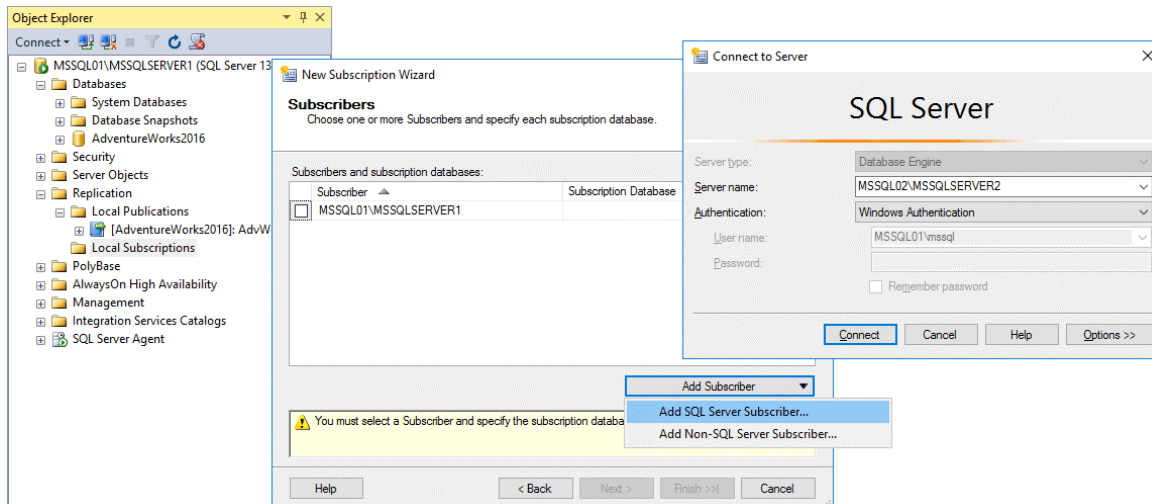 Object Explorer
Connect
MSSQL01\MSSQLSERVER1 (SQL Server 13
Databases
System Databases
Database Snapshots
AdventureWorks2016
Security
Server Objects
Replication
Local Publications
[AdventureWorks2016]: AdvW
Local Subscriptions
PolyBase
AlwaysOn High Availability
Management
Integration Services Catalogs
SQL Server Agent
New Subscription Wizard
Subscribers
Choose one or more Subscribers and specify each subscription database.
Subscribers and subscription databases:
Subscriber Subscription Database
MSSQL01\MSSQLSERVER1
Add Subscriber
Add SQL Server Subscriber...
Add Non-SQL Server Subscriber...
You must select a Subscriber and specify the subscription databa
Help < Back Next > Finish >>| Cancel
Connect to Server
SQL Server
Server type: Database Engine
Server name: MSSQL02\MSSQLSERVER2
Authentication: Windows Authentication
User name: MSSQL01\mssql
Password:
Remember password
Connect Cancel Help Options >>